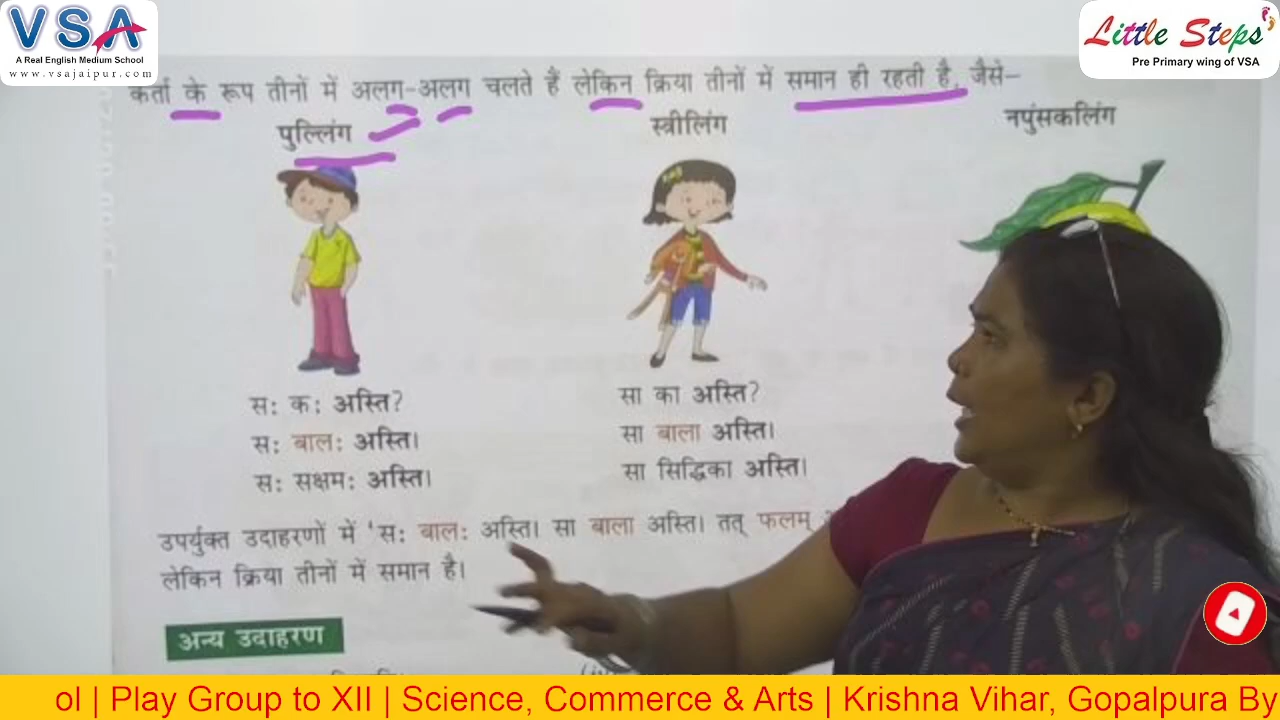 VSA
A Real English Medium School
www.vsajaipur.com
Little Steps
Pre Primary wing of VSA
कर्ता के रूप तीनों में अलग-अलग चलते हैं लेकिन क्रिया तीनों में समान ही रहती है, जैसे–
पुल्लिंग स्त्रीलिंग नपुंसकलिंग
सः कः अस्ति? सा का अस्ति?
सः बालः अस्ति। सा बाला अस्ति।
सः सक्षमः अस्ति। सा सिद्धिका अस्ति।
उपर्युक्त उदाहरणों में 'सः बालः अस्ति। सा बाला अस्ति। तत् फलम्
लेकिन क्रिया तीनों में समान है।
अन्य उदाहरण
ol | Play Group to XII | Science, Commerce & Arts | Krishna Vihar, Gopalpura By